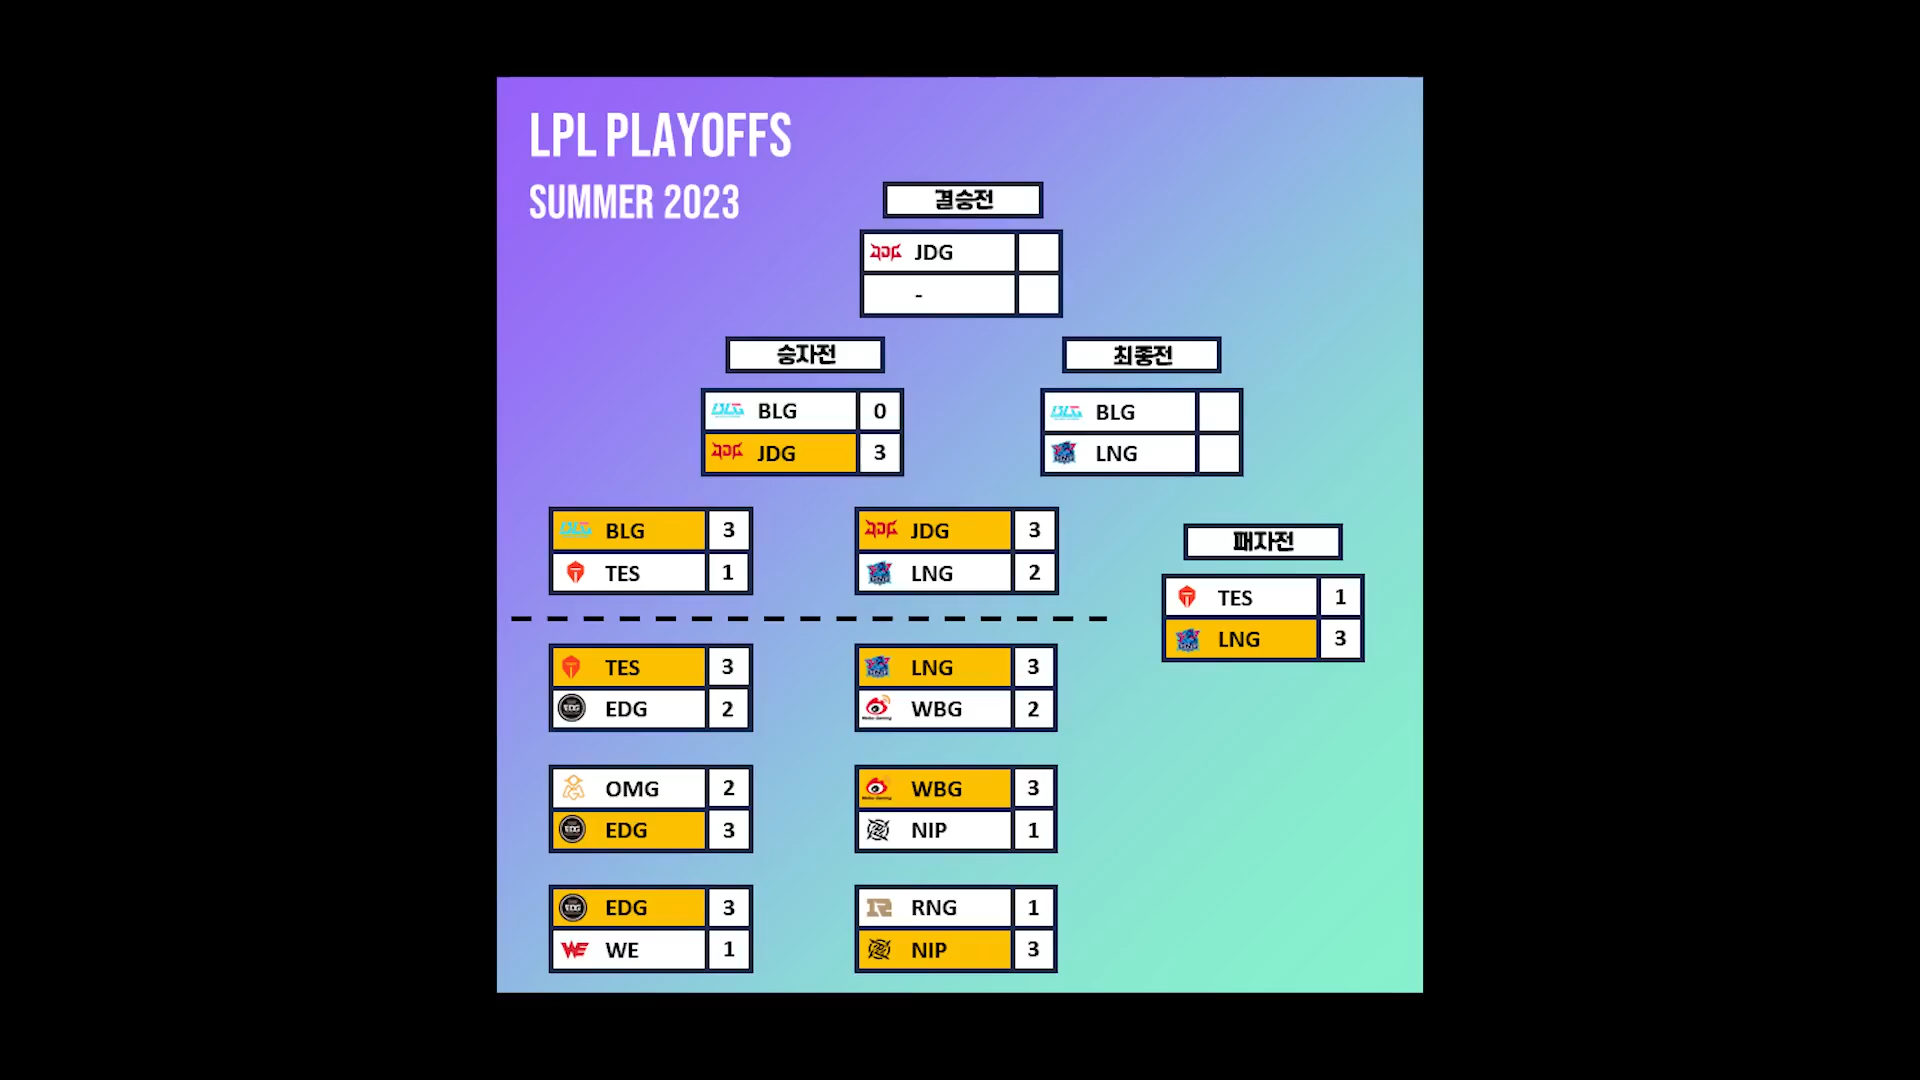 LPL PLAYOFFS
SUMMER 2023
결승전
JDG
-
승자전
최종전
BLG 0
JDG 3
BLG
LNG
BLG 3
TES 1
JDG 3
LNG 2
패자전
TES 1
LNG 3
TES 3
EDG 2
LNG 3
WBG 2
OMG 2
EDG 3
WBG 3
NIP 1
EDG 3
WE 1
RNG 1
NIP 3